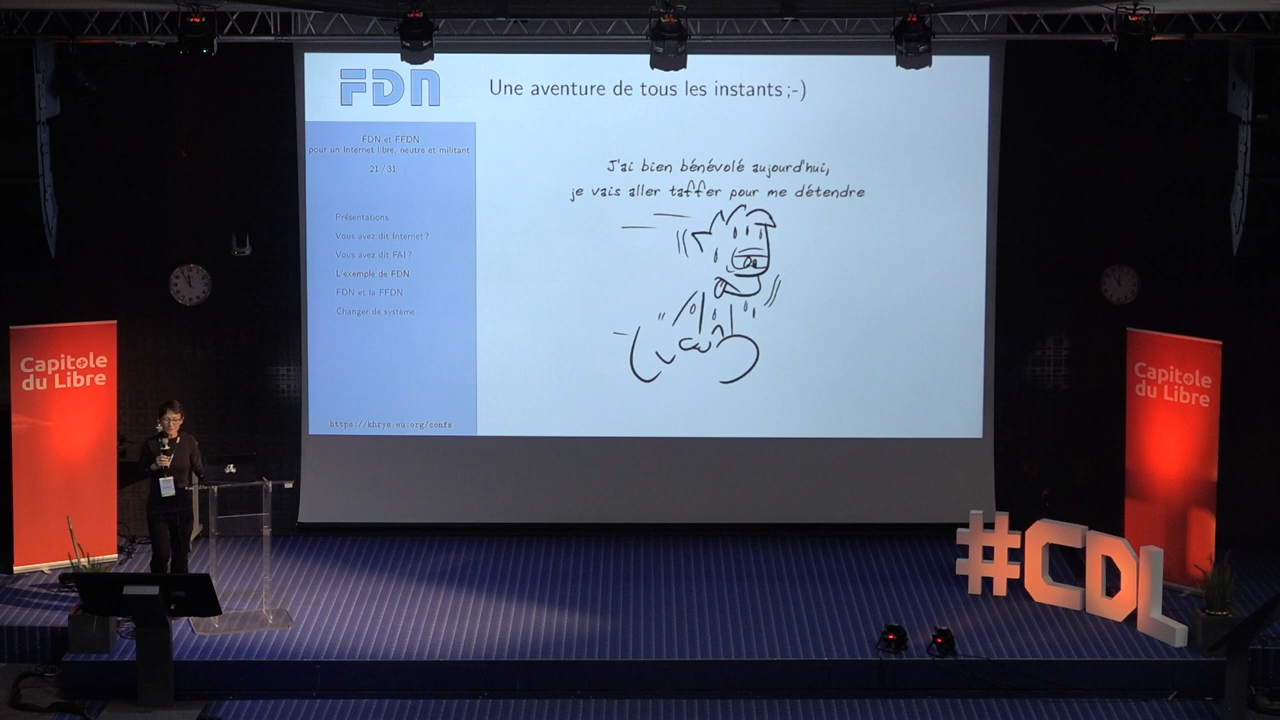 FDN
Une aventure de tous les instants ;-)
FDN et FFDN
pour un Internet libre, neutre et militant
21 / 31
Présentations
Vous avez dit Internet ?
Vous avez dit FAI ?
L'exemple de FDN
FDN et la FFDN
Changer de système
https://khrys.eu.org/confs
J'ai bien bénévolé aujourd'hui,
je vais aller taffer pour me détendre
Capitole
du Libre
Capitole
du Libre
#CDL